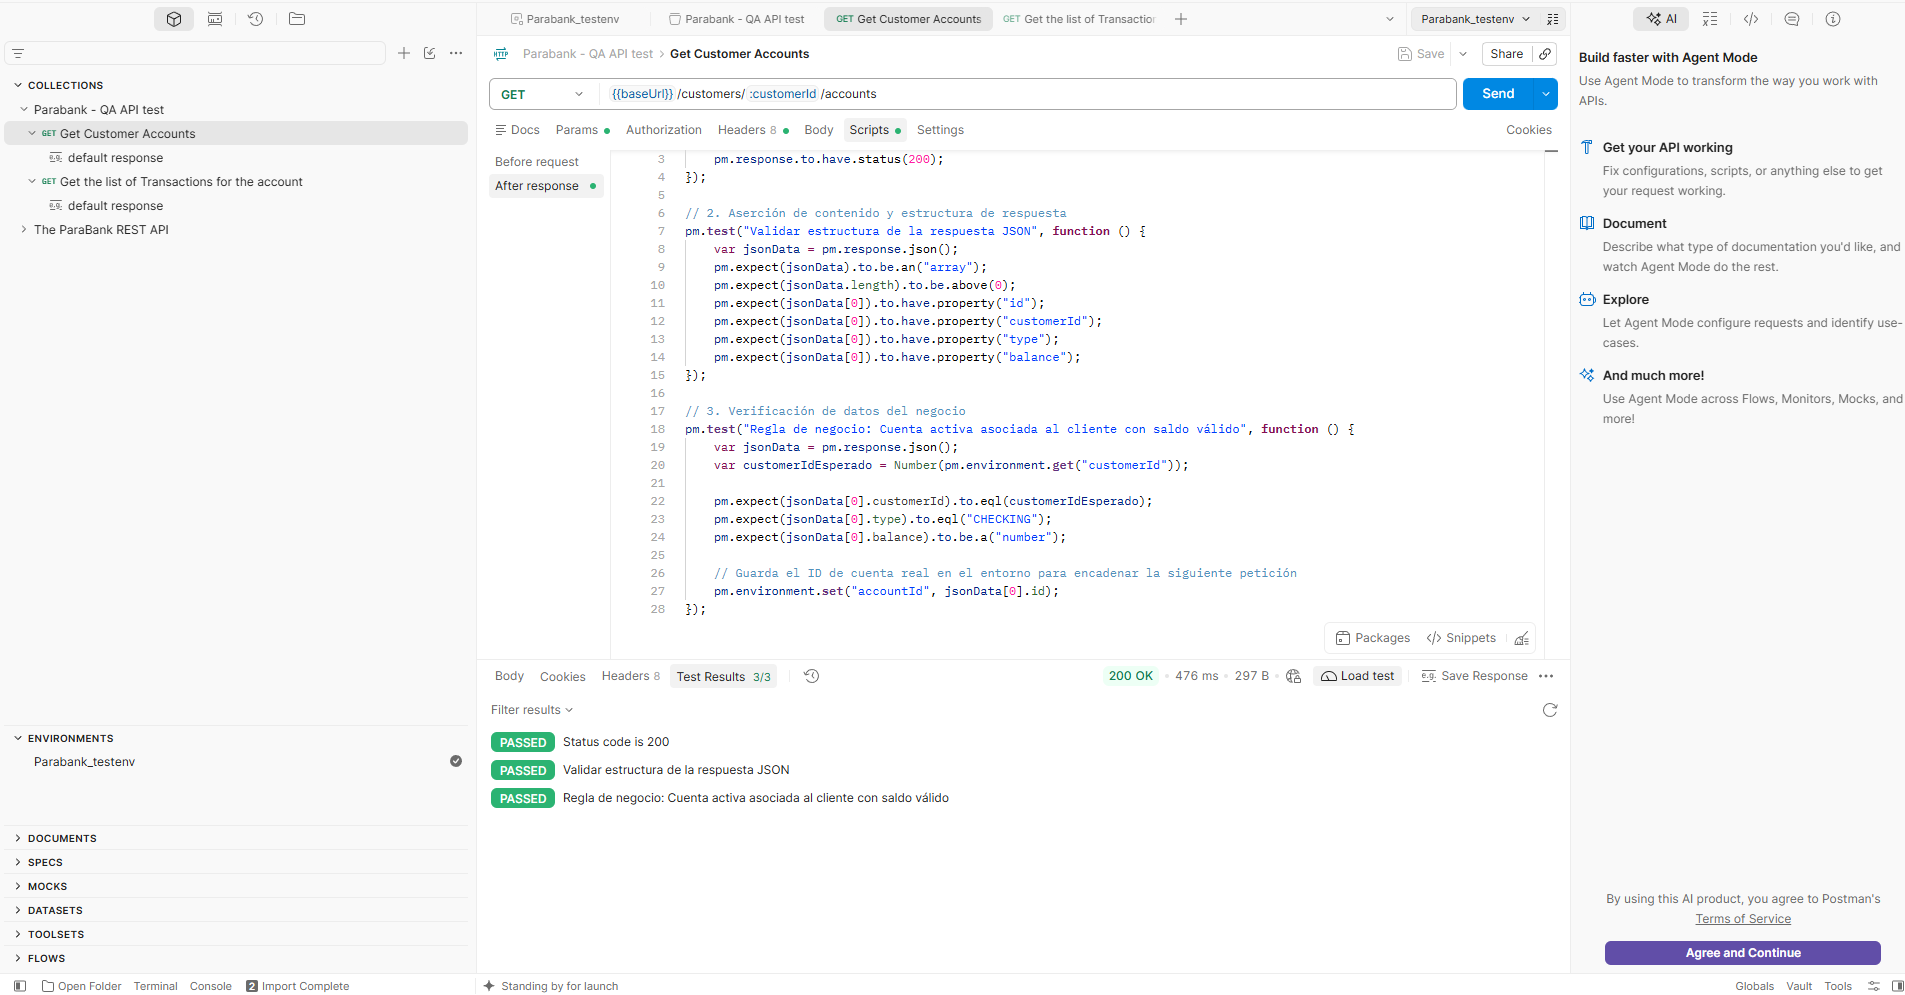 Parabank_testenv
Parabank - QA API test
GET Get Customer Accounts
GET Get the list of Transaction
Parabank_testenv
AI
COLLECTIONS
Parabank - QA API test
GET Get Customer Accounts
e.g. default response
GET Get the list of Transactions for the account
e.g. default response
The ParaBank REST API
ENVIRONMENTS
Parabank_testenv
DOCUMENTS
SPECS
MOCKS
DATASETS
TOOLSETS
FLOWS
HTTP Parabank - QA API test > Get Customer Accounts
Save
Share
GET
{{baseUrl}} /customers/ :customerId /accounts
Send
Docs Params Authorization Headers 8 Body Scripts Settings
Cookies
Before request
After response
3 pm.response.to.have.status(200);
4 });
5
6 // 2. Aserción de contenido y estructura de respuesta
7 pm.test("Validar estructura de la respuesta JSON", function () {
8 var jsonData = pm.response.json();
9 pm.expect(jsonData).to.be.an("array");
10 pm.expect(jsonData.length).to.be.above(0);
11 pm.expect(jsonData[0]).to.have.property("id");
12 pm.expect(jsonData[0]).to.have.property("customerId");
13 pm.expect(jsonData[0]).to.have.property("type");
14 pm.expect(jsonData[0]).to.have.property("balance");
15 });
16
17 // 3. Verificación de datos del negocio
18 pm.test("Regla de negocio: Cuenta activa asociada al cliente con saldo válido", function () {
19 var jsonData = pm.response.json();
20 var customerIdEsperado = Number(pm.environment.get("customerId"));
21
22 pm.expect(jsonData[0].customerId).to.eql(customerIdEsperado);
23 pm.expect(jsonData[0].type).to.eql("CHECKING");
24 pm.expect(jsonData[0].balance).to.be.a("number");
25
26 // Guarda el ID de cuenta real en el entorno para encadenar la siguiente petición
27 pm.environment.set("accountId", jsonData[0].id);
28 });
Packages Snippets
Body Cookies Headers 8 Test Results 3/3
200 OK • 476 ms • 297 B • Load test e.g. Save Response
Filter results
PASSED Status code is 200
PASSED Validar estructura de la respuesta JSON
PASSED Regla de negocio: Cuenta activa asociada al cliente con saldo válido
Build faster with Agent Mode
Use Agent Mode to transform the way you work with
APIs.
Get your API working
Fix configurations, scripts, or anything else to get
your request working.
Document
Describe what type of documentation you'd like, and
watch Agent Mode do the rest.
Explore
Let Agent Mode configure requests and identify use-
cases.
And much more!
Use Agent Mode across Flows, Monitors, Mocks, and
more!
By using this AI product, you agree to Postman's
Terms of Service
Agree and Continue
Open Folder Terminal Console 2 Import Complete
Standing by for launch
Globals Vault Tools